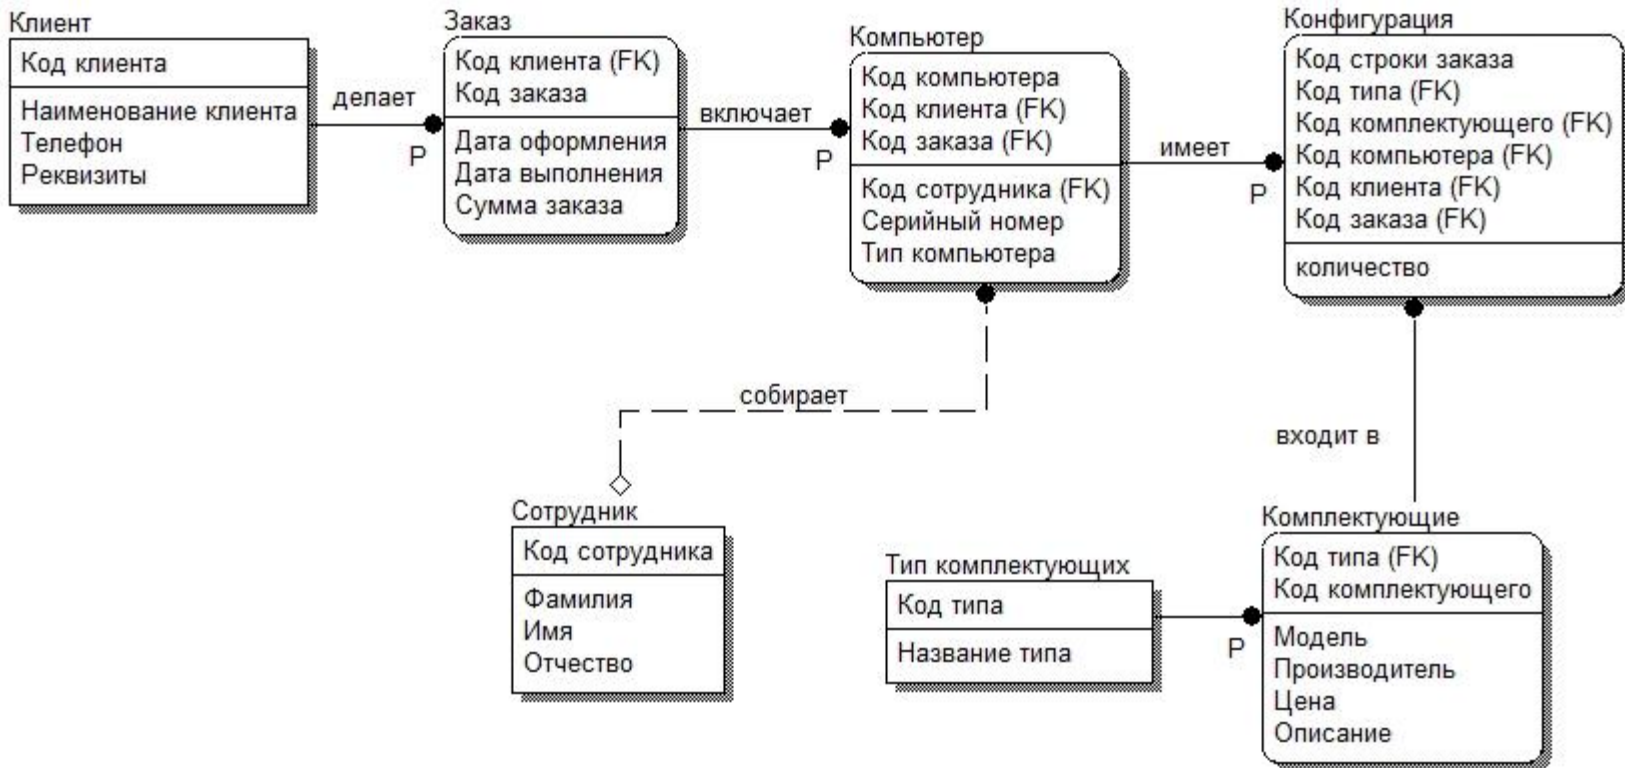 Клиент
Код клиента
Наименование клиента
Телефон
Реквизиты
делает
P
Заказ
Код клиента (FK)
Код заказа
Дата оформления
Дата выполнения
Сумма заказа
включает
P
Компьютер
Код компьютера
Код клиента (FK)
Код заказа (FK)
Код сотрудника (FK)
Серийный номер
Тип компьютера
имеет
P
Конфигурация
Код строки заказа
Код типа (FK)
Код комплектующего (FK)
Код компьютера (FK)
Код клиента (FK)
Код заказа (FK)
количество
собирает
входит в
Сотрудник
Код сотрудника
Фамилия
Имя
Отчество
Тип комплектующих
Код типа
Название типа
P
Комплектующие
Код типа (FK)
Код комплектующего
Модель
Производитель
Цена
Описание